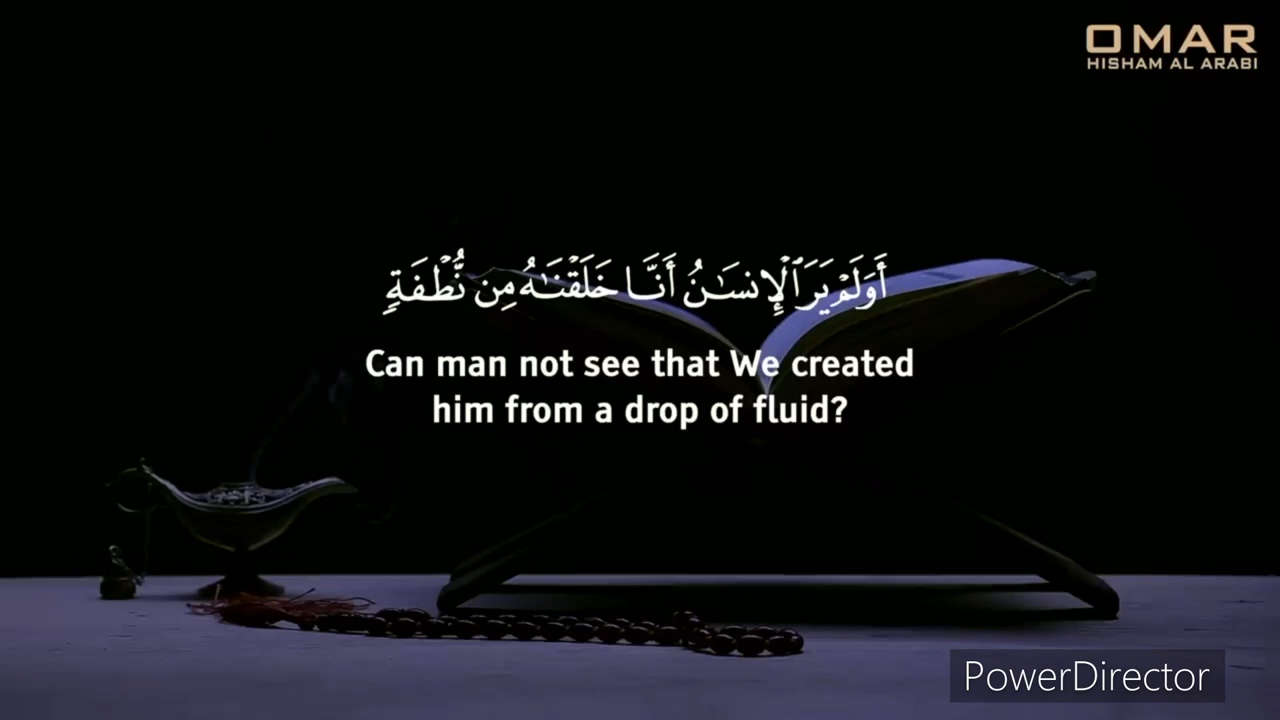 OMAR
HISHAM AL ARABI
أَوَلَمْ يَرَ ٱلْإِنسَـٰنُ أَنَّا خَلَقْنَـٰهُ مِن نُّطْفَةٍ
Can man not see that We created
him from a drop of fluid?
PowerDirector